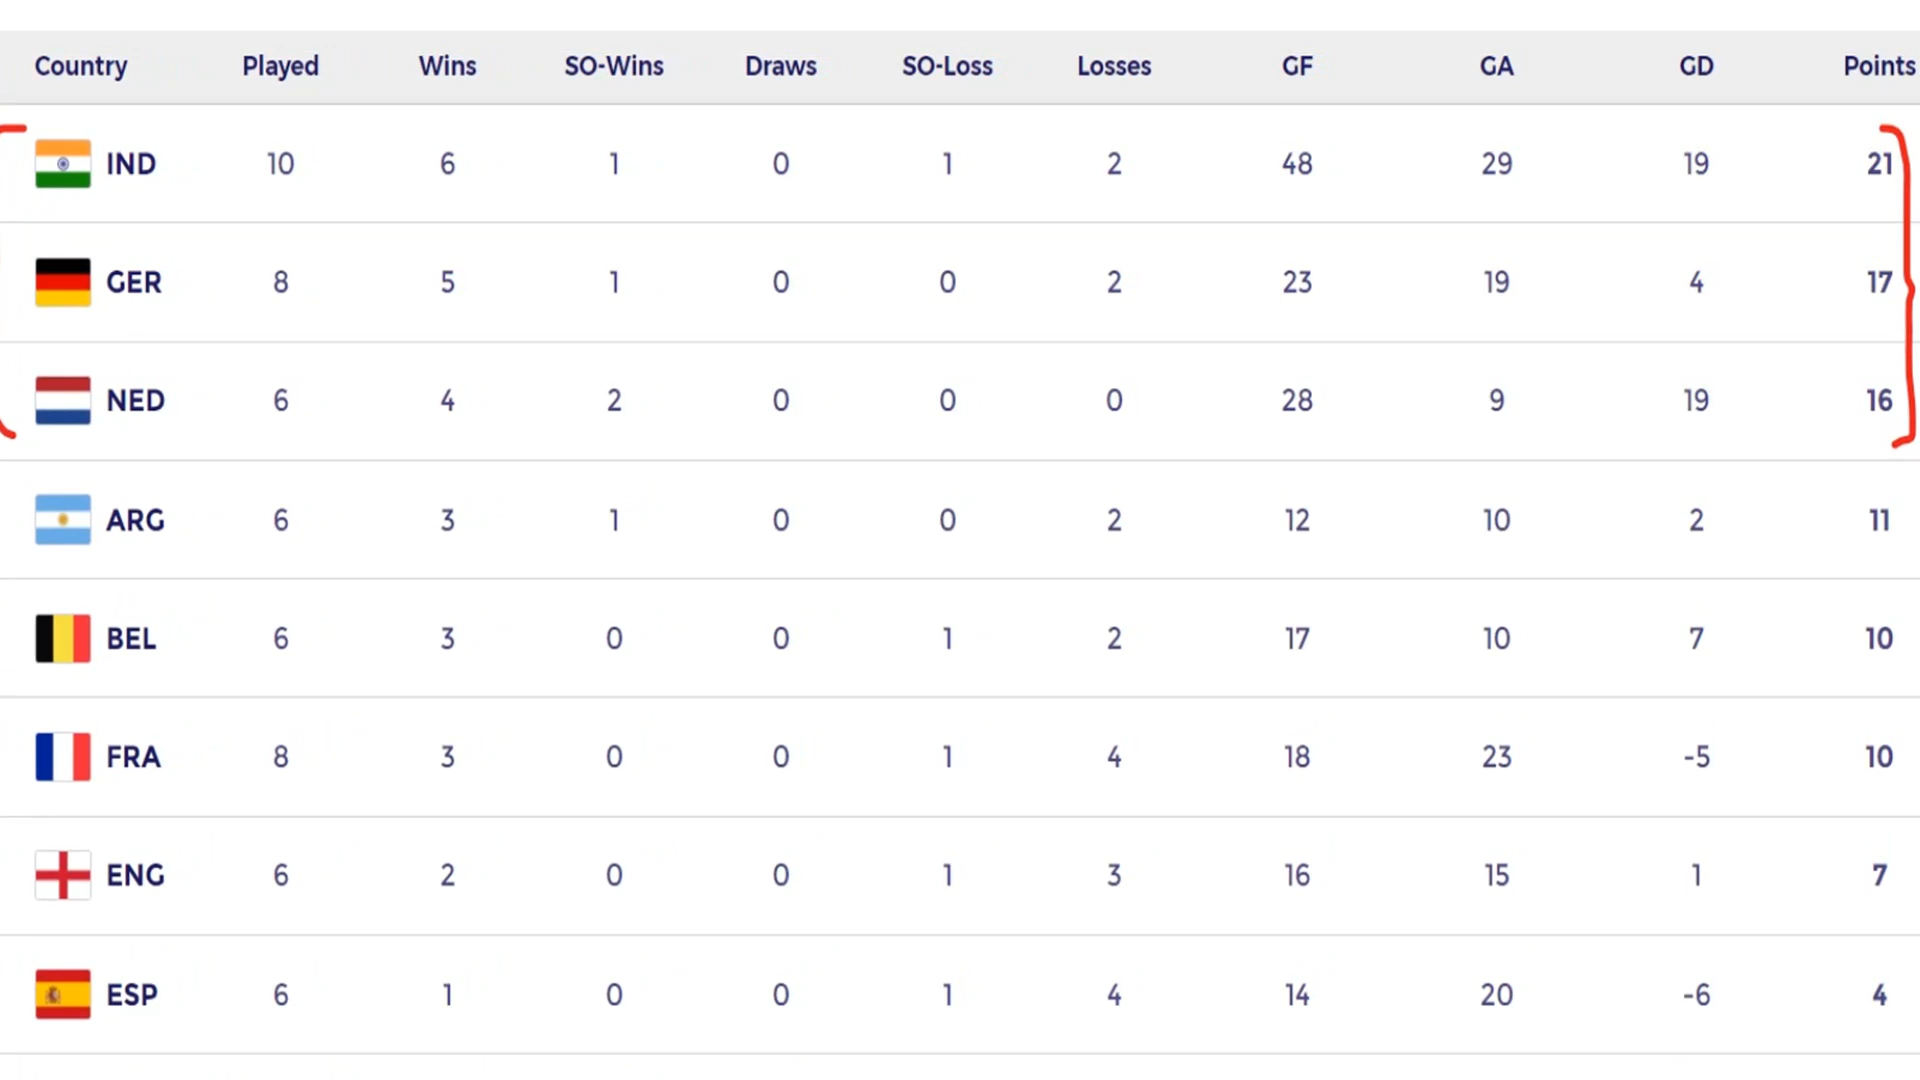 Country Played Wins SO-Wins Draws SO-Loss Losses GF GA GD Points
IND 10 6 1 0 1 2 48 29 19 21
GER 8 5 1 0 0 2 23 19 4 17
NED 6 4 2 0 0 0 28 9 19 16
ARG 6 3 1 0 0 2 12 10 2 11
BEL 6 3 0 0 1 2 17 10 7 10
FRA 8 3 0 0 1 4 18 23 -5 10
ENG 6 2 0 0 1 3 16 15 1 7
ESP 6 1 0 0 1 4 14 20 -6 4